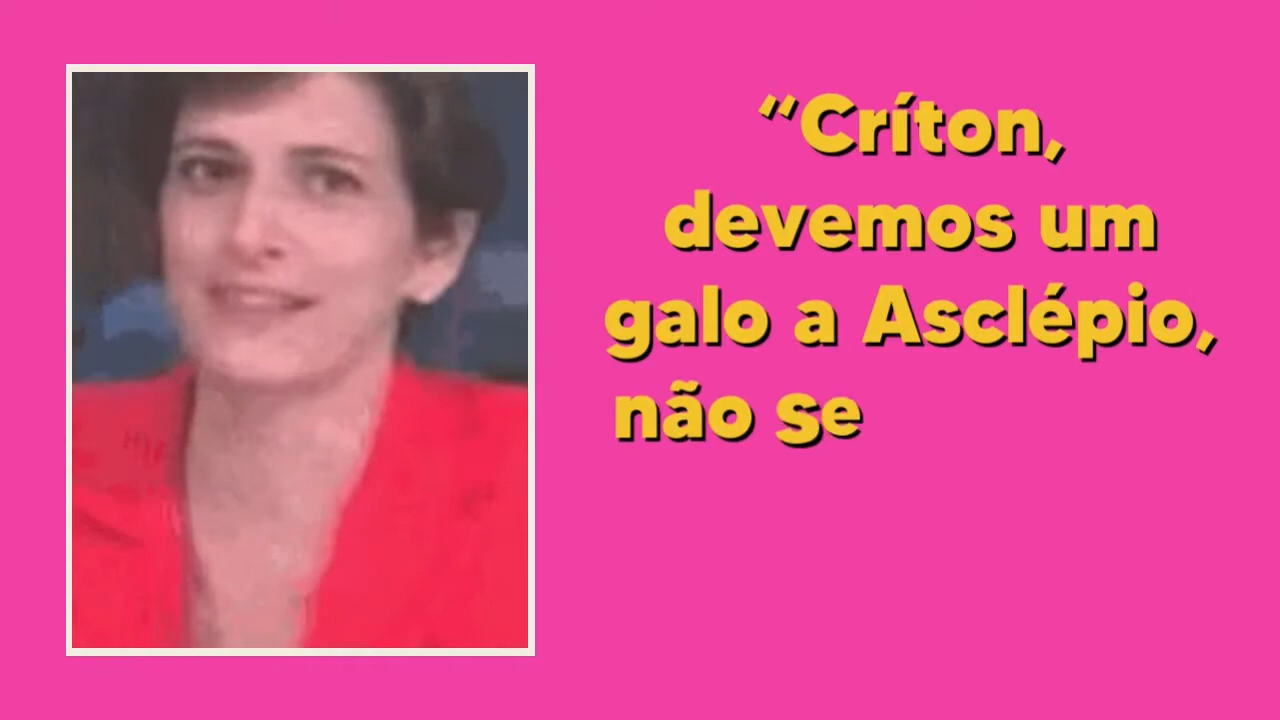 “Críton,
devemos um
galo a Asclépio,
não se